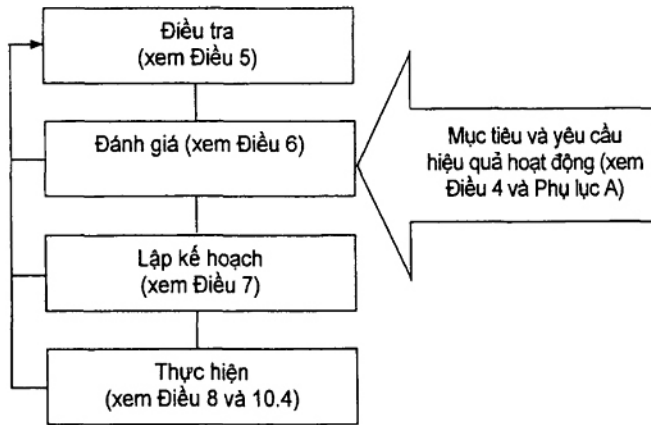 Điều tra
(xem Điều 5)
Đánh giá (xem Điều 6)
Mục tiêu và yêu cầu
hiệu quả hoạt động (xem
Điều 4 và Phụ lục A)
Lập kế hoạch
(xem Điều 7)
Thực hiện
(xem Điều 8 và 10.4)